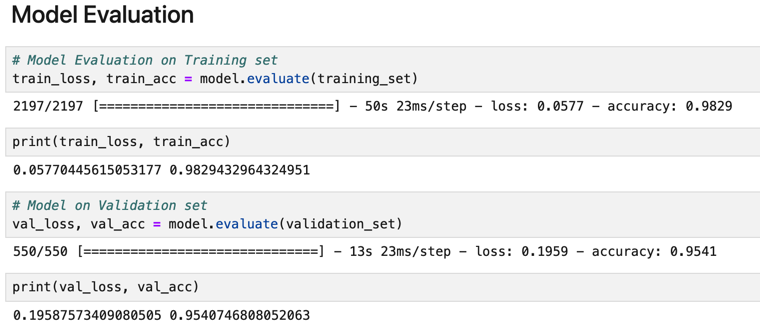 Model Evaluation
# Model Evaluation on Training set
train_loss, train_acc = model.evaluate(training_set)
2197/2197 [==============================] - 50s 23ms/step - loss: 0.0577 - accuracy: 0.9829
print(train_loss, train_acc)
0.05770445615053177 0.9829432964324951
# Model on Validation set
val_loss, val_acc = model.evaluate(validation_set)
550/550 [==============================] - 13s 23ms/step - loss: 0.1959 - accuracy: 0.9541
print(val_loss, val_acc)
0.19587573409080505 0.9540746808052063